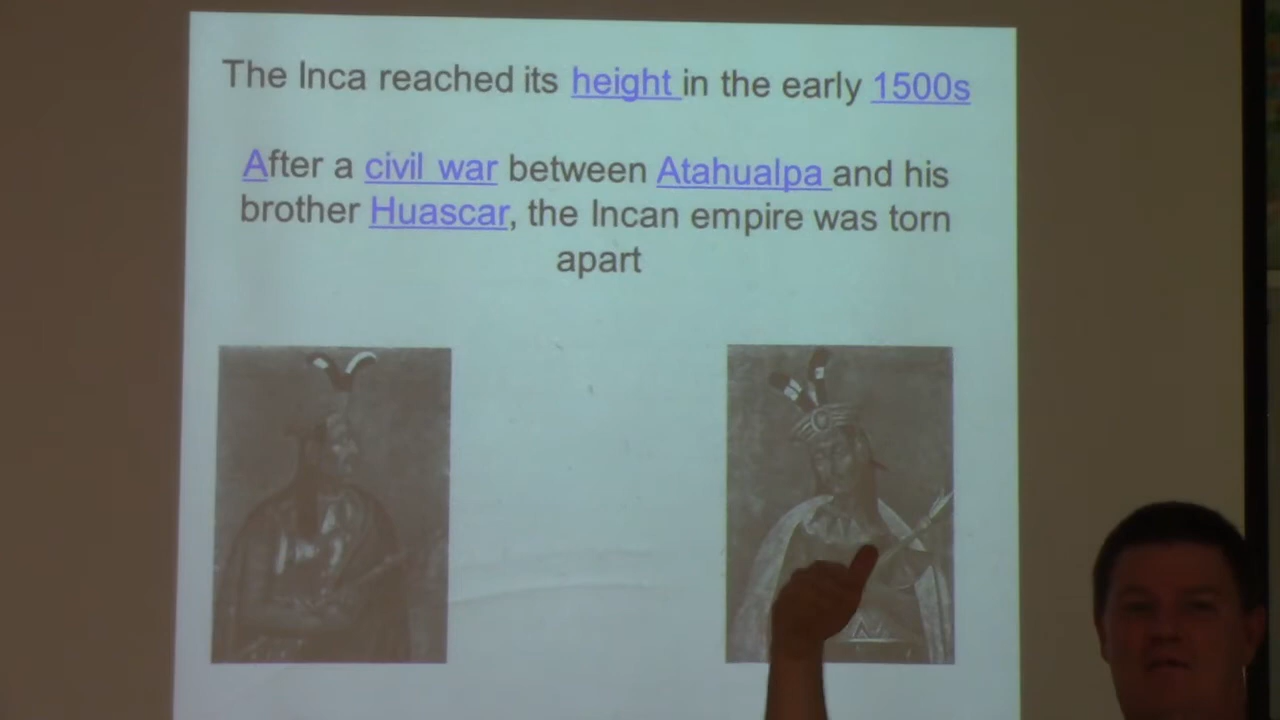 The Inca reached its height in the early 1500s
After a civil war between Atahualpa and his
brother Huascar, the Incan empire was torn
apart